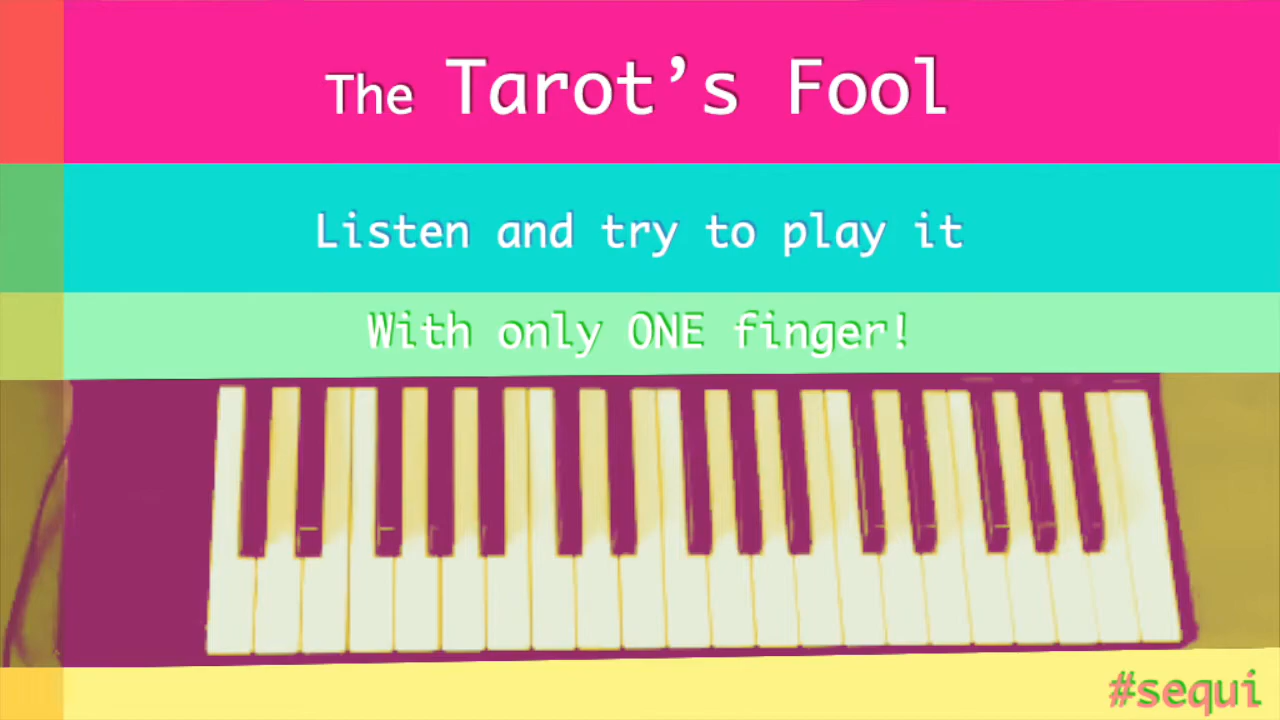 The Tarot’s Fool
Listen and try to play it
With only ONE finger!
#sequi